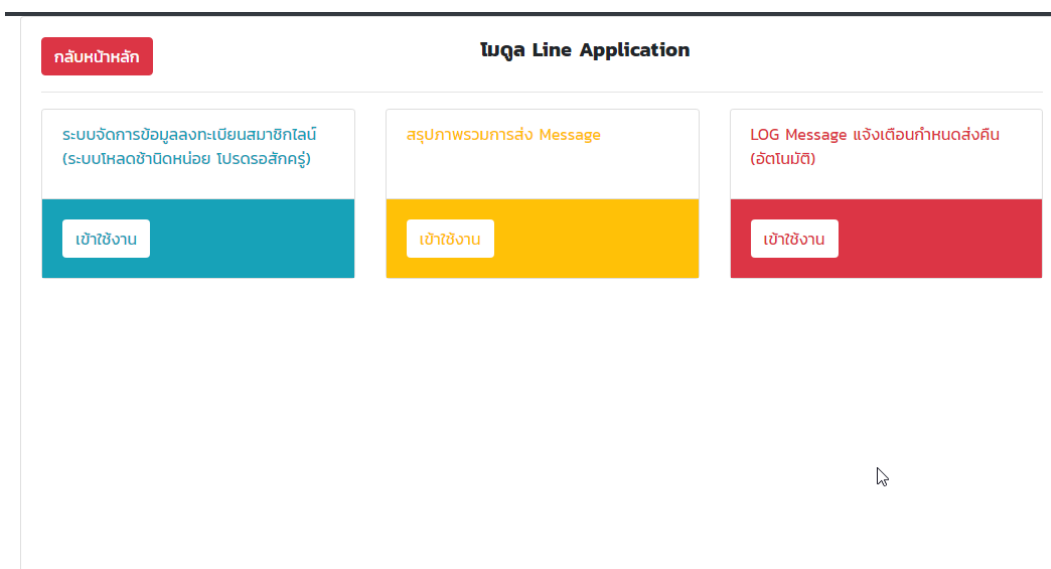 กลับหน้าหลัก
โมดูล Line Application
ระบบจัดการข้อมูลลงทะเบียนสมาชิกไลน์
(ระบบโหลดช้านิดหน่อย โปรดรอสักครู่)
เข้าใช้งาน
สรุปภาพรวมการส่ง Message
เข้าใช้งาน
LOG Message แจ้งเตือนกำหนดส่งคืน
(อัตโนมัติ)
เข้าใช้งาน